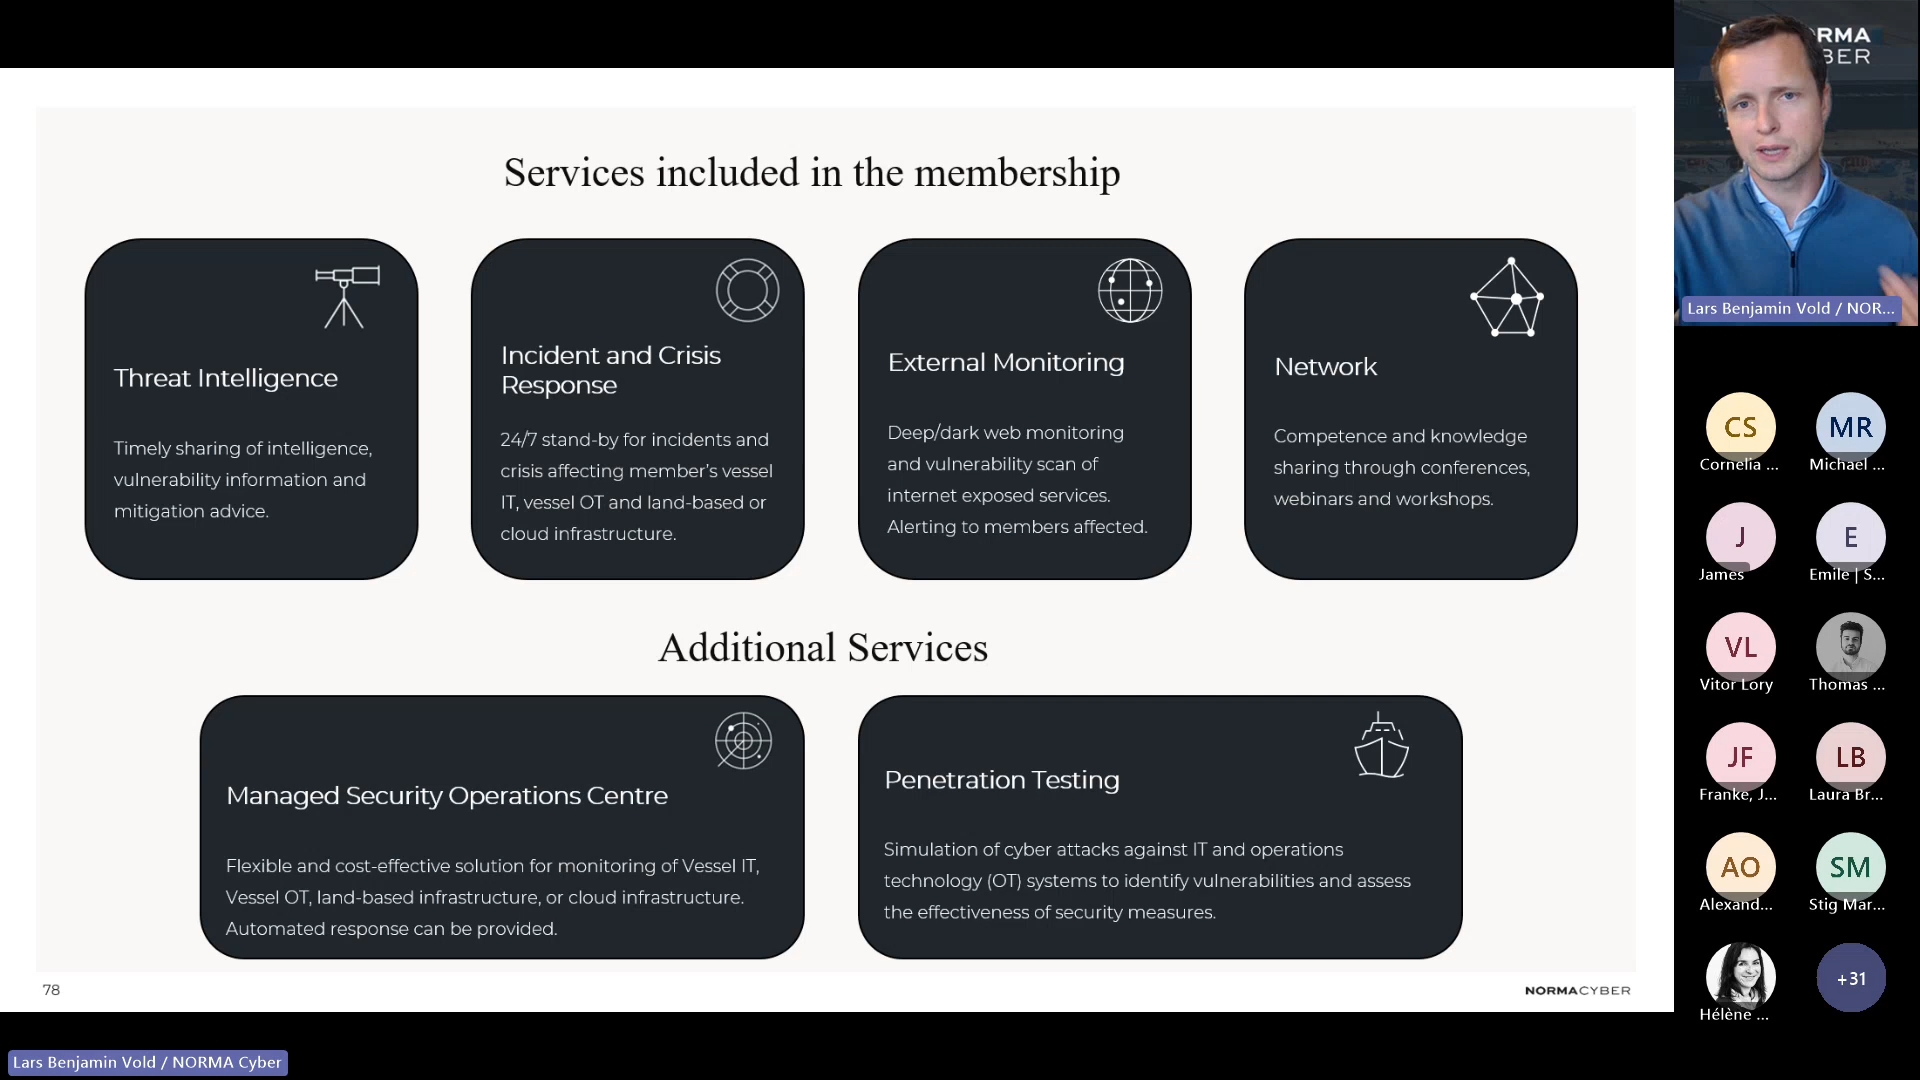 Services included in the membership
Threat Intelligence
Timely sharing of intelligence,
vulnerability information and
mitigation advice.
Incident and Crisis
Response
24/7 stand-by for incidents and
crisis affecting member's vessel
IT, vessel OT and land-based or
cloud infrastructure.
External Monitoring
Deep/dark web monitoring
and vulnerability scan of
internet exposed services.
Alerting to members affected.
Network
Competence and knowledge
sharing through conferences,
webinars and workshops.
Additional Services
Managed Security Operations Centre
Flexible and cost-effective solution for monitoring of Vessel IT,
Vessel OT, land-based infrastructure, or cloud infrastructure.
Automated response can be provided.
Penetration Testing
Simulation of cyber attacks against IT and operations
technology (OT) systems to identify vulnerabilities and assess
the effectiveness of security measures.
78
NORMACYBER
Lars Benjamin Vold / NORMA Cyber
RMA
BER
Lars Benjamin Vold / NOR...
CS
Cornelia ...
MR
Michael ...
J
James
E
Emile | S...
VL
Vitor Lory
Thomas ...
JF
Franke, J...
LB
Laura Br...
AO
Alexand...
SM
Stig Mar...
Hélène ...
+31